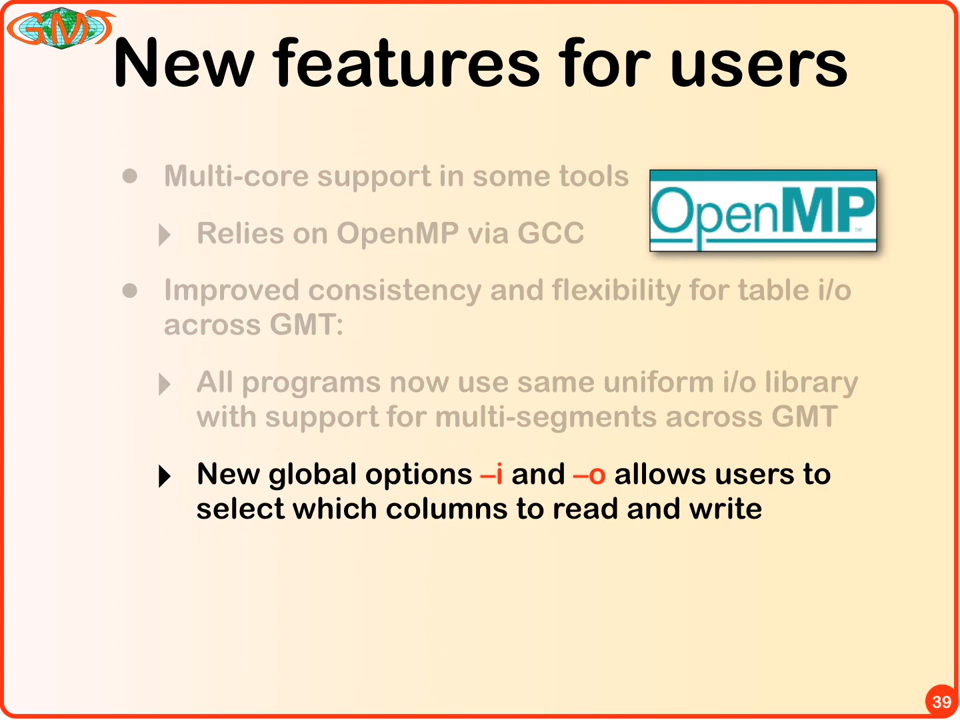 GMT
New features for users
• Multi-core support in some tools
‣ Relies on OpenMP via GCC
OpenMP™
• Improved consistency and flexibility for table i/o
across GMT:
‣ All programs now use same uniform i/o library
with support for multi-segments across GMT
‣ New global options –i and –o allows users to
select which columns to read and write
39